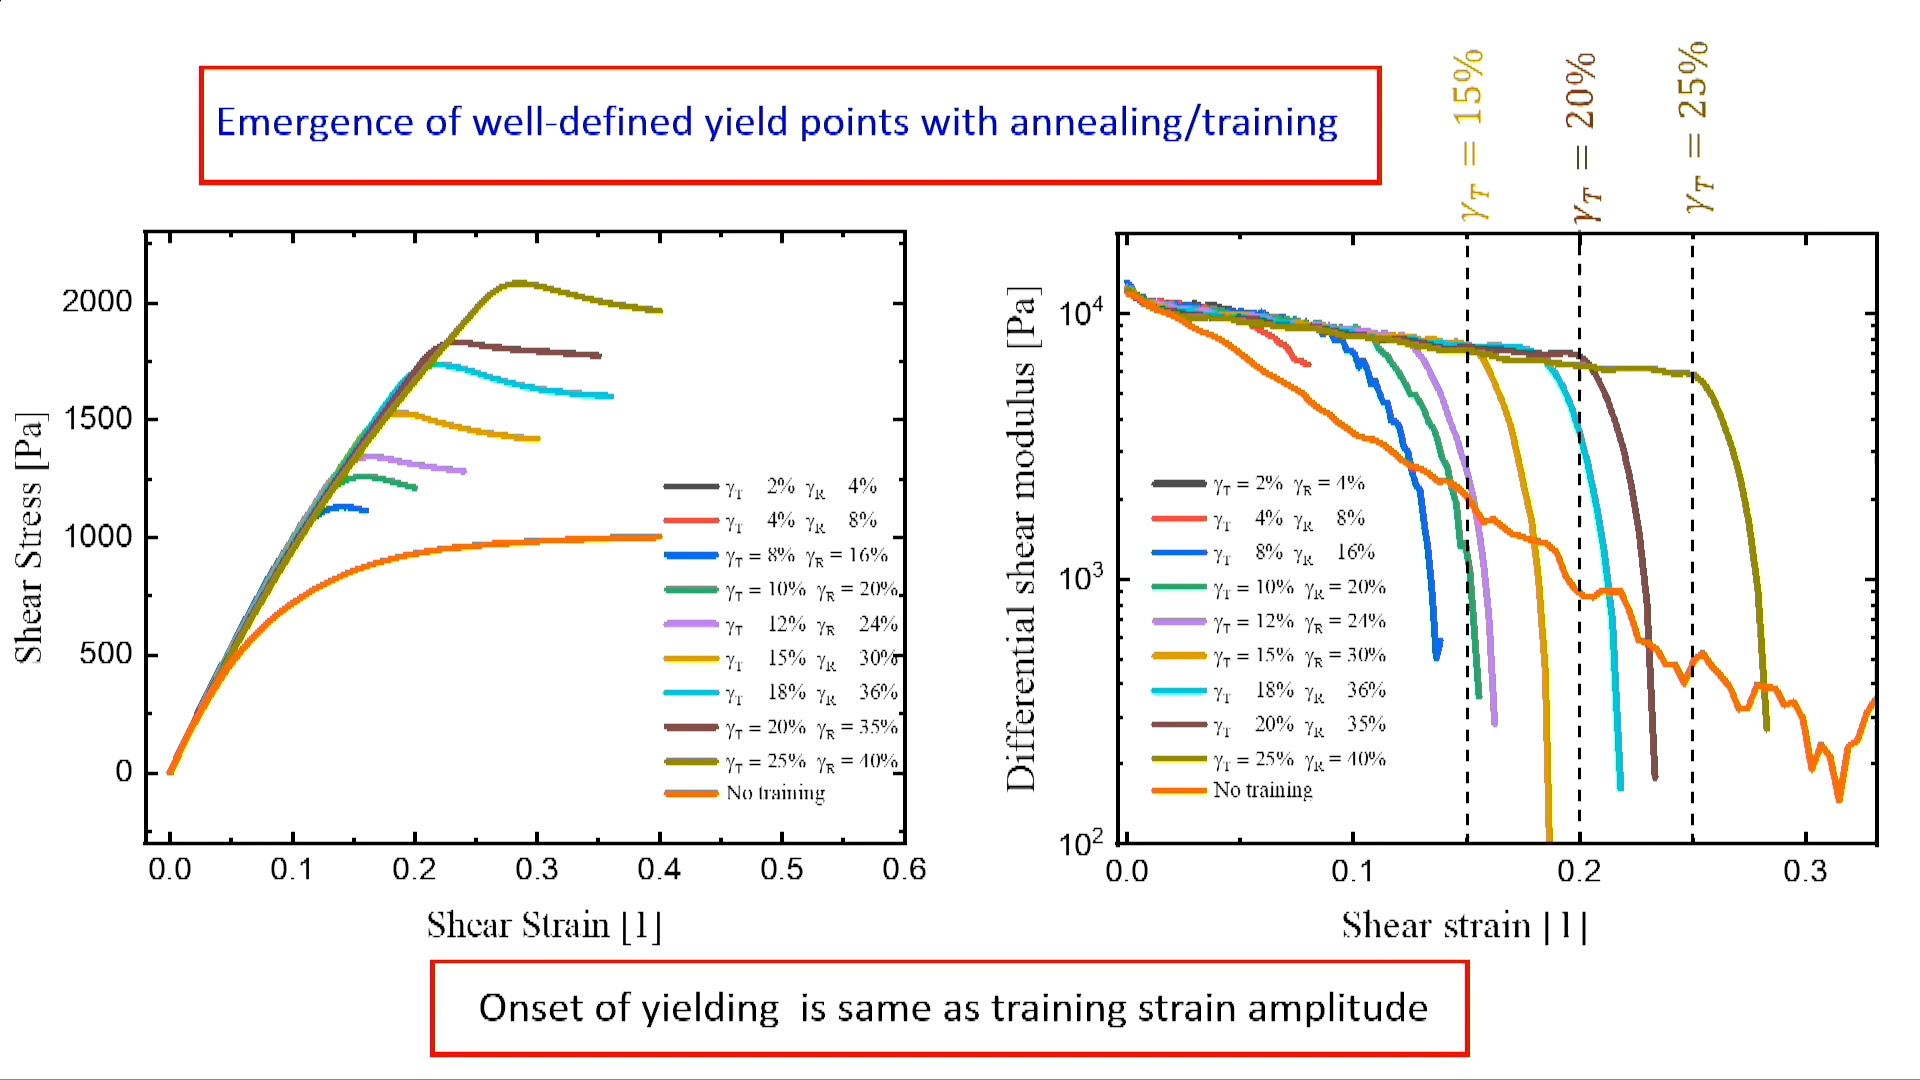 Emergence of well-defined yield points with annealing/training
γT = 15%
γT = 20%
γT = 25%
Shear Stress [Pa]
2000
1500
1000
500
0
γT 2% γR 4%
γT 4% γR 8%
γT = 8% γR = 16%
γT = 10% γR = 20%
γT 12% γR 24%
γT 15% γR 30%
γT 18% γR 36%
γT = 20% γR = 35%
γT = 25% γR = 40%
No training
0.0 0.1 0.2 0.3 0.4 0.5 0.6
Shear Strain [1]
Differential shear modulus [Pa]
10^4
10^3
10^2
γT = 2% γR = 4%
γT 4% γR 8%
γT 8% γR 16%
γT = 10% γR = 20%
γT = 12% γR = 24%
γT = 15% γR = 30%
γT 18% γR 36%
γT 20% γR 35%
γT = 25% γR = 40%
No training
0.0 0.1 0.2 0.3
Shear strain [1]
Onset of yielding is same as training strain amplitude